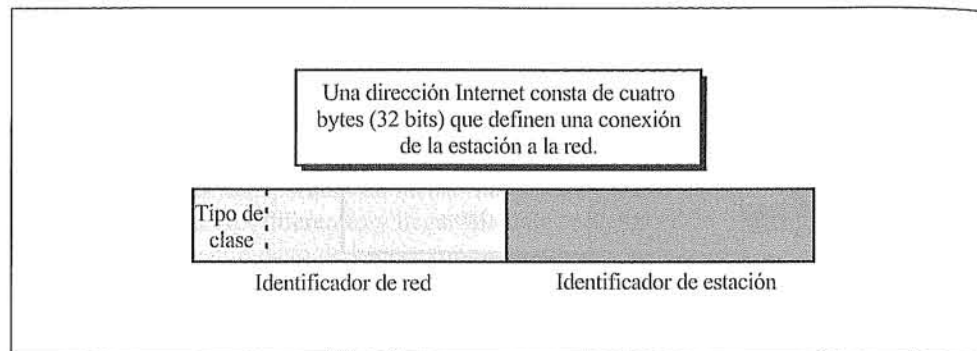 Una dirección Internet consta de cuatro
bytes (32 bits) que definen una conexión
de la estación a la red.
Tipo de
clase
Identificador de red
Identificador de estación